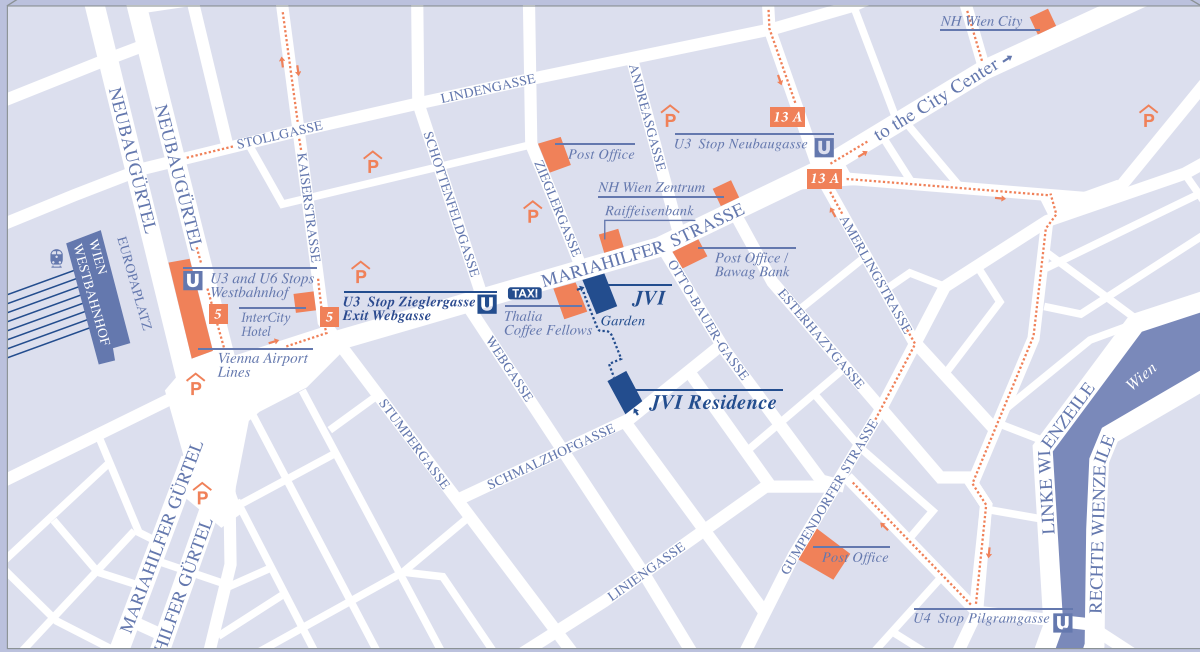 NH Wien City
to the City Center
LINDENGASSE
STOLLGASSE
NEUBAUGÜRTEL
NEUBAUGÜRTEL
KAISERSTRASSE
SCHOTTENFELDGASSE
ZIEGLERGASSE
ANDREASGASSE
P
P
P
P
P
P
P
13 A
U3 Stop Neubaugasse
U
13 A
Post Office
NH Wien Zentrum
Raiffeisenbank
MARIAHILFER STRASSE
Post Office /
Bawag Bank
AMERLINGSTRASSE
WIEN
WESTBAHNHOF
EUROPAPLATZ
U
U3 and U6 Stops
Westbahnhof
InterCity
Hotel
5
5
Vienna Airport
Lines
U3 Stop Zieglergasse
Exit Webgasse
U
TAXI
Thalia
Coffee Fellows
JVI
Garden
JVI Residence
OTTO-BAUER-GASSE
ESTERHAZYGASSE
WEBGASSE
STUMPERGASSE
SCHMALZHOFGASSE
LINIENGASSE
GUMPENDORFER STRASSE
Post Office
Wien
LINKE WIENZEILE
RECHTE WIENZEILE
MARIAHILFER GÜRTEL
HILFER GÜRTEL
U4 Stop Pilgramgasse
U